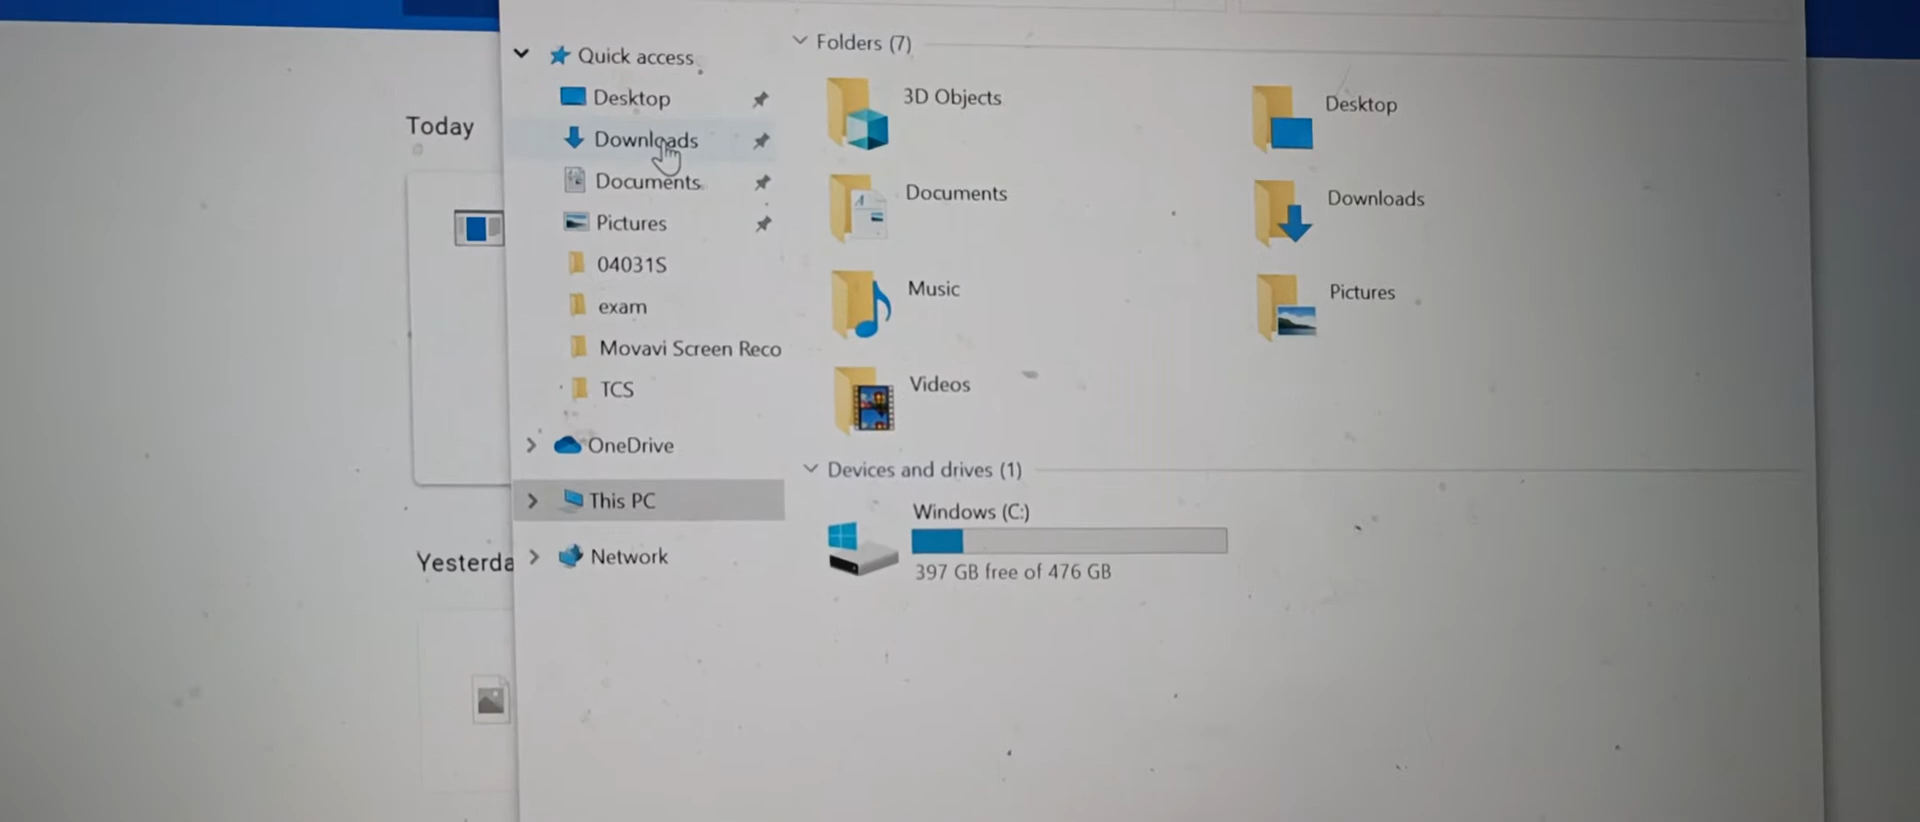 Today
Yesterda
Quick access
Desktop
Downloads
Documents
Pictures
04031S
exam
Movavi Screen Reco
TCS
OneDrive
This PC
Network
Folders (7)
3D Objects
Desktop
Documents
Downloads
Music
Pictures
Videos
Devices and drives (1)
Windows (C:)
397 GB free of 476 GB